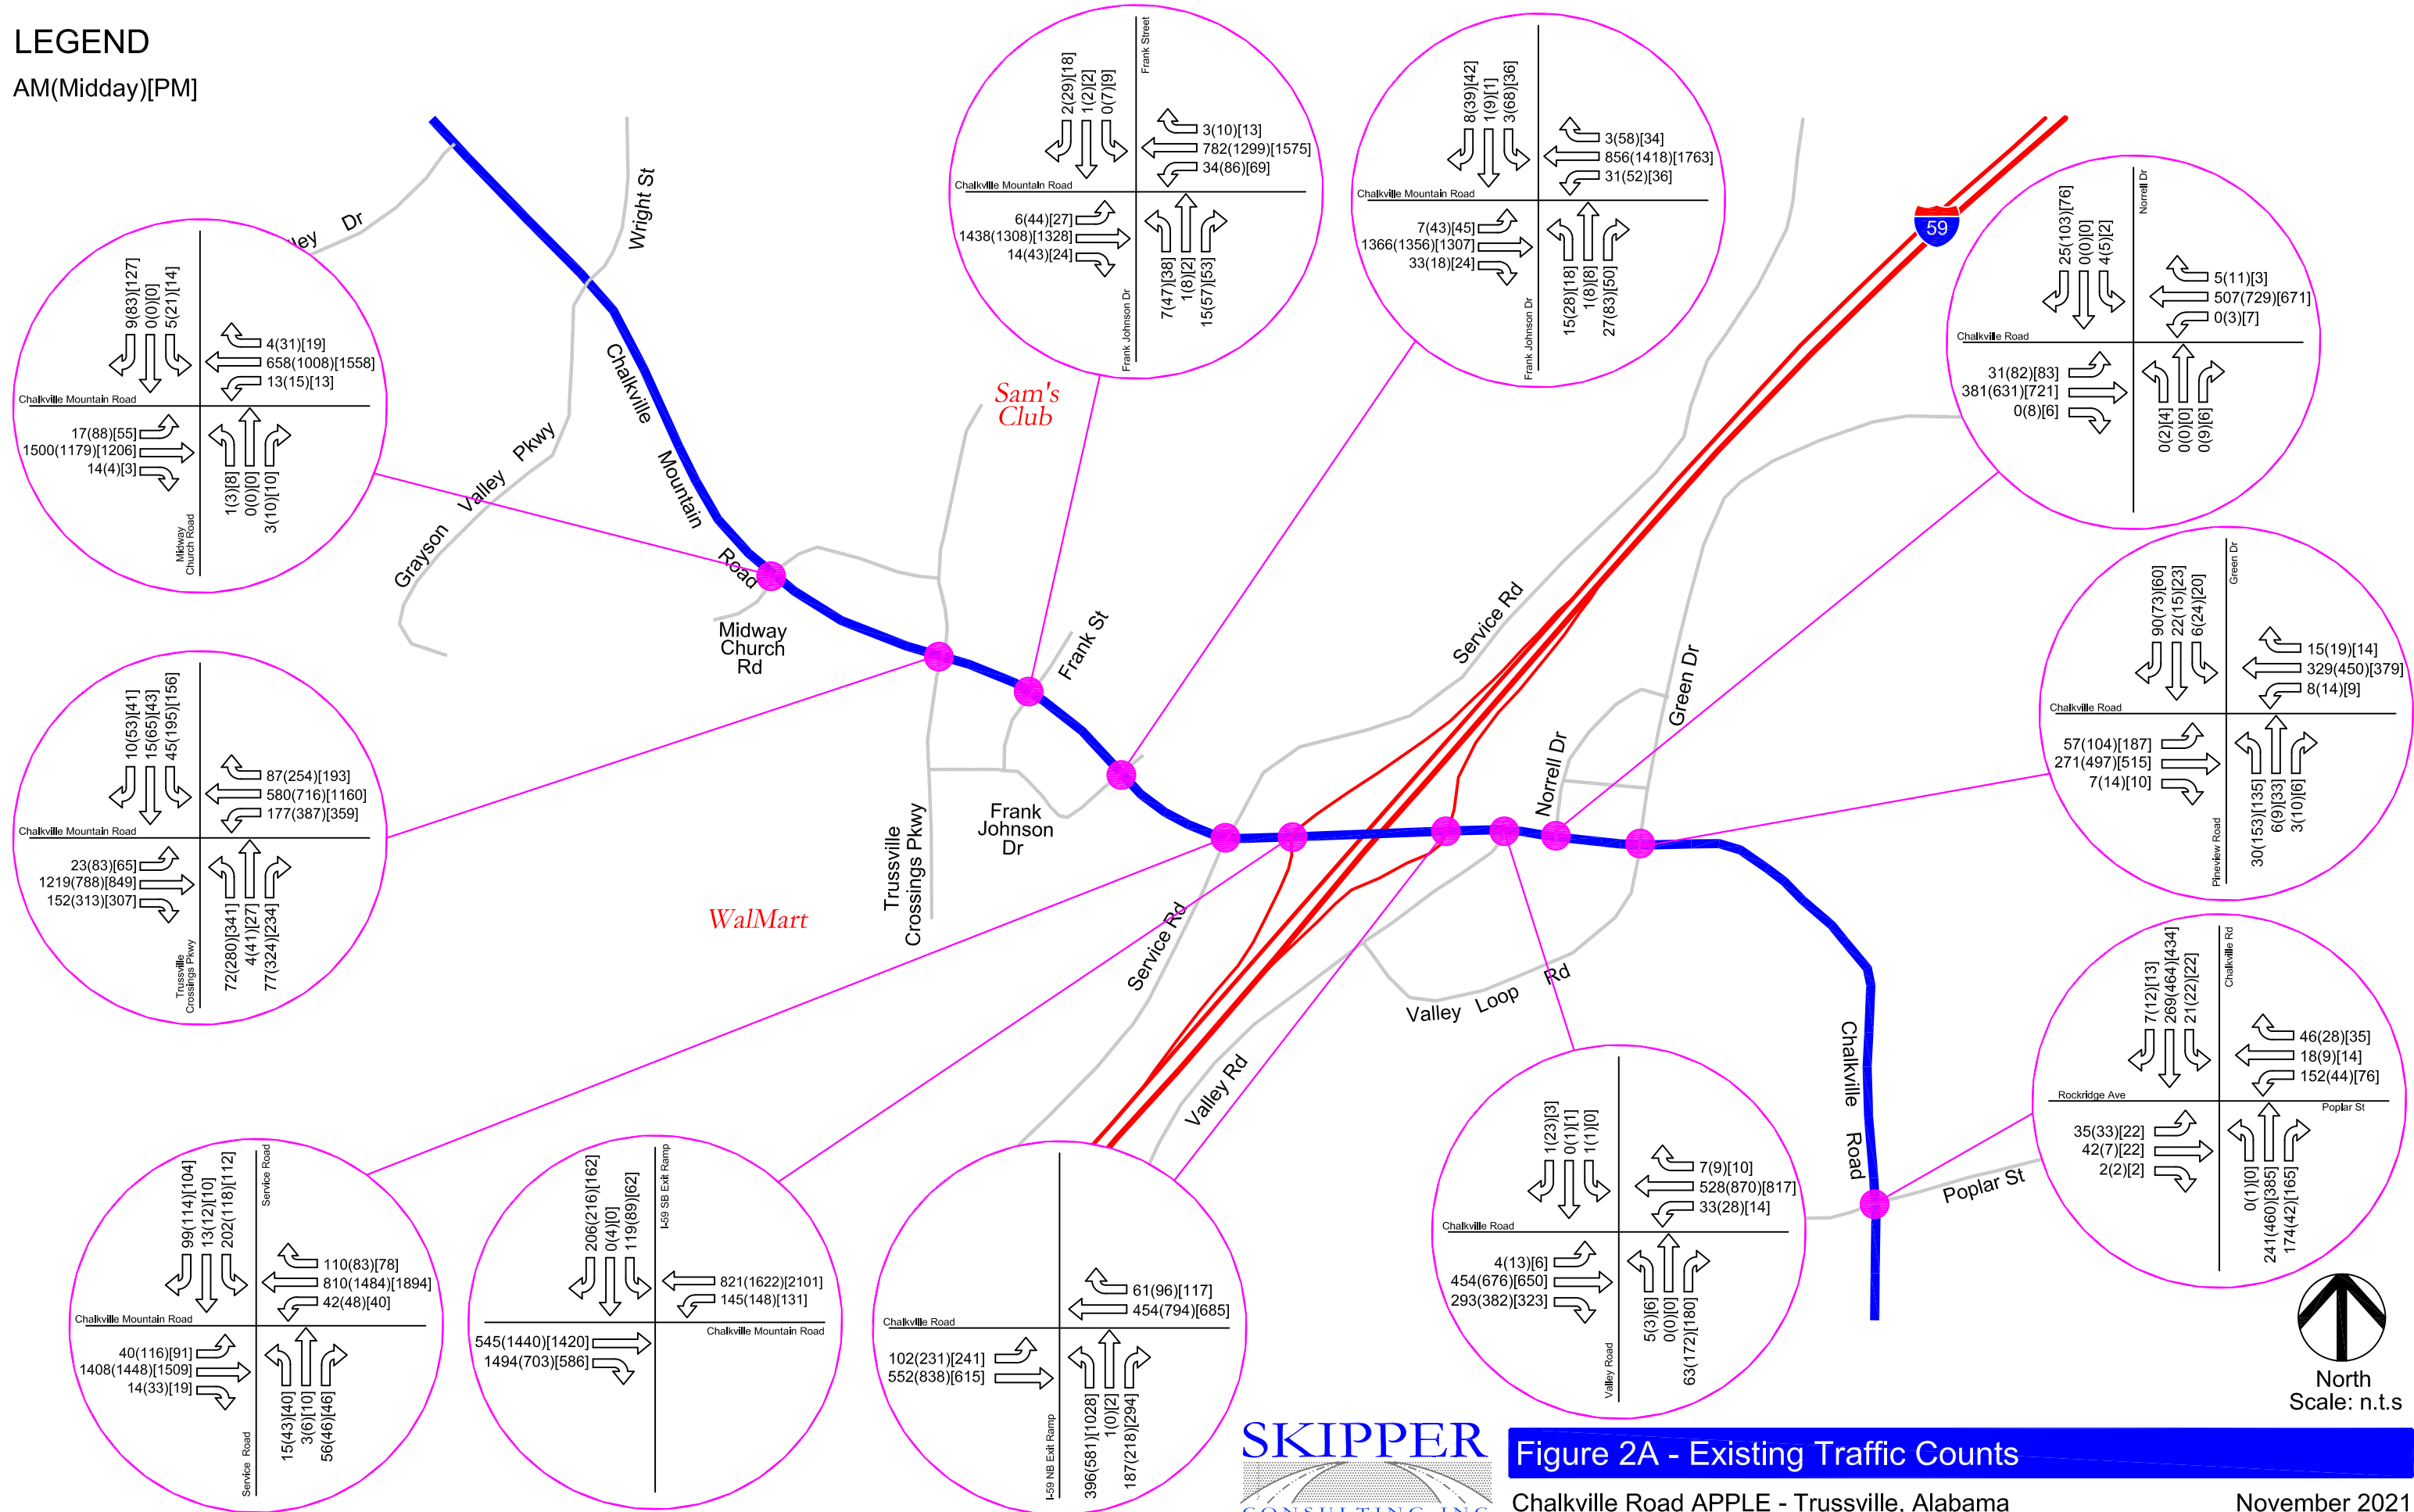 LEGEND
AM(Midday)[PM]
ley Dr
Wright St
Grayson Valley Pkwy
Chalkville Mountain Road
Midway
Church
Rd
Sam's
Club
WalMart
Trussville
Crossings Pkwy
Frank St
Frank
Johnson
Dr
Service Rd
Service Rd
59
Green Dr
Norrell Dr
Valley Loop Rd
Valley Rd
Chalkville Road
Poplar St
9(83)[127]
0(0)[0]
5(21)[14]
4(31)[19]
658(1008)[1558]
13(15)[13]
Chalkville Mountain Road
17(88)[55]
1500(1179)[1206]
14(4)[3]
1(3)[8]
0(0)[0]
3(10)[10]
Midway
Church Road
10(53)[41]
15(65)[43]
45(195)[156]
87(254)[193]
580(716)[1160]
177(387)[359]
Chalkville Mountain Road
23(83)[65]
1219(788)[849]
152(313)[307]
72(280)[341]
4(41)[27]
77(324)[234]
Trussville
Crossings Pkwy
2(29)[18]
1(2)[2]
0(7)[9]
Frank Street
3(10)[13]
782(1299)[1575]
34(86)[69]
Chalkville Mountain Road
6(44)[27]
1438(1308)[1328]
14(43)[24]
7(47)[38]
1(8)[2]
15(57)[53]
Frank Johnson Dr
8(39)[42]
1(9)[1]
3(68)[36]
3(58)[34]
856(1418)[1763]
31(52)[36]
Chalkville Mountain Road
7(43)[45]
1366(1356)[1307]
33(18)[24]
15(28)[18]
1(8)[8]
27(83)[50]
Frank Johnson Dr
25(103)[76]
0(0)[0]
4(5)[2]
Norrell Dr
5(11)[3]
507(729)[671]
0(3)[7]
Chalkville Road
31(82)[83]
381(631)[721]
0(8)[6]
0(2)[4]
0(0)[0]
0(9)[6]
90(73)[60]
22(15)[23]
6(24)[20]
Green Dr
15(19)[14]
329(450)[379]
8(14)[9]
Chalkville Road
57(104)[187]
271(497)[515]
7(14)[10]
30(153)[135]
6(9)[33]
3(10)[6]
Pineview Road
7(12)[13]
269(464)[434]
21(22)[22]
Chalkville Rd
46(28)[35]
18(9)[14]
152(44)[76]
Rockridge Ave
Poplar St
35(33)[22]
42(7)[22]
2(2)[2]
0(1)[0]
241(460)[385]
174(42)[165]
99(114)[104]
13(12)[10]
202(118)[112]
Service Road
110(83)[78]
810(1484)[1894]
42(48)[40]
Chalkville Mountain Road
40(116)[91]
1408(1448)[1509]
14(33)[19]
15(43)[40]
3(6)[10]
56(46)[46]
Service Road
206(216)[162]
0(4)[0]
119(89)[62]
I-59 SB Exit Ramp
821(1622)[2101]
145(148)[131]
Chalkville Mountain Road
545(1440)[1420]
1494(703)[586]
61(96)[117]
454(794)[685]
Chalkville Road
102(231)[241]
552(838)[615]
396(581)[1028]
1(0)[2]
187(218)[294]
I-59 NB Exit Ramp
1(23)[3]
0(1)[1]
1(1)[0]
7(9)[10]
528(870)[817]
33(28)[14]
Chalkville Road
4(13)[6]
454(676)[650]
293(382)[323]
5(3)[6]
0(0)[0]
63(172)[180]
Valley Road
North
Scale: n.t.s
SKIPPER
CONSULTING INC
Figure 2A - Existing Traffic Counts
Chalkville Road APPLE - Trussville, Alabama
November 2021